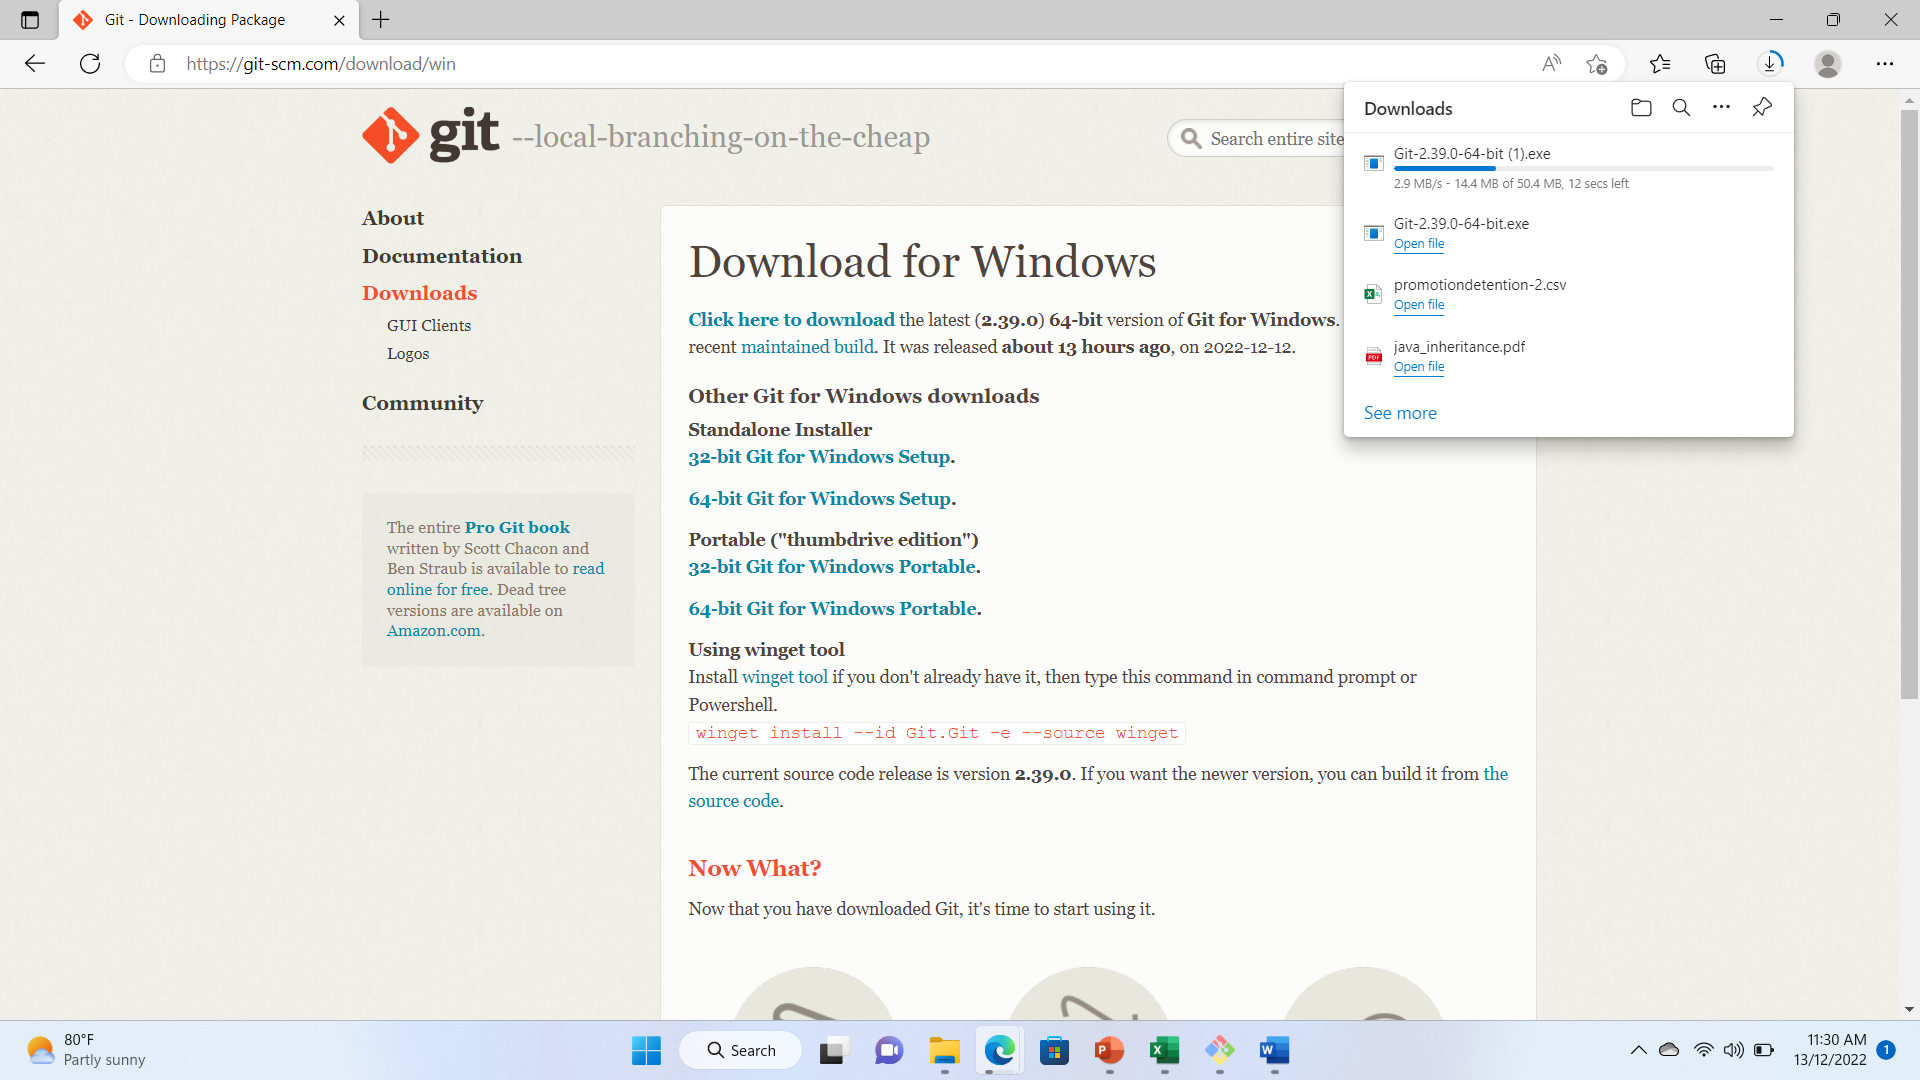 Git - Downloading Package
https://git-scm.com/download/win
git --local-branching-on-the-cheap
Search entire site
Downloads
Git-2.39.0-64-bit (1).exe
2.9 MB/s - 14.4 MB of 50.4 MB, 12 secs left
Git-2.39.0-64-bit.exe
Open file
promotiondetention-2.csv
Open file
java_inheritance.pdf
Open file
See more
About
Documentation
Downloads
GUI Clients
Logos
Community
The entire Pro Git book
written by Scott Chacon and
Ben Straub is available to read
online for free. Dead tree
versions are available on
Amazon.com.
Download for Windows
Click here to download the latest (2.39.0) 64-bit version of Git for Windows.
recent maintained build. It was released about 13 hours ago, on 2022-12-12.
Other Git for Windows downloads
Standalone Installer
32-bit Git for Windows Setup.
64-bit Git for Windows Setup.
Portable ("thumbdrive edition")
32-bit Git for Windows Portable.
64-bit Git for Windows Portable.
Using winget tool
Install winget tool if you don't already have it, then type this command in command prompt or
Powershell.
winget install --id Git.Git -e --source winget
The current source code release is version 2.39.0. If you want the newer version, you can build it from the
source code.
Now What?
Now that you have downloaded Git, it's time to start using it.
80°F
Partly sunny
Search
11:30 AM
13/12/2022
1